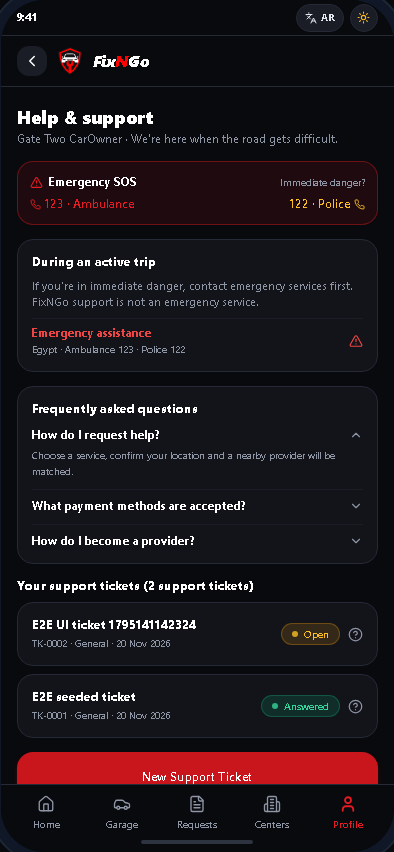 9:41
AR
FixNGo
Help & support
Gate Two CarOwner · We're here when the road gets difficult.
Emergency SOS
Immediate danger?
123 · Ambulance
122 · Police
During an active trip
If you're in immediate danger, contact emergency services first.
FixNGo support is not an emergency service.
Emergency assistance
Egypt · Ambulance 123 · Police 122
Frequently asked questions
How do I request help?
Choose a service, confirm your location and a nearby provider will be
matched.
What payment methods are accepted?
How do I become a provider?
Your support tickets (2 support tickets)
E2E UI ticket 1795141142324
TK-0002 · General · 20 Nov 2026
Open
E2E seeded ticket
TK-0001 · General · 20 Nov 2026
Answered
New Support Ticket
Home
Garage
Requests
Centers
Profile